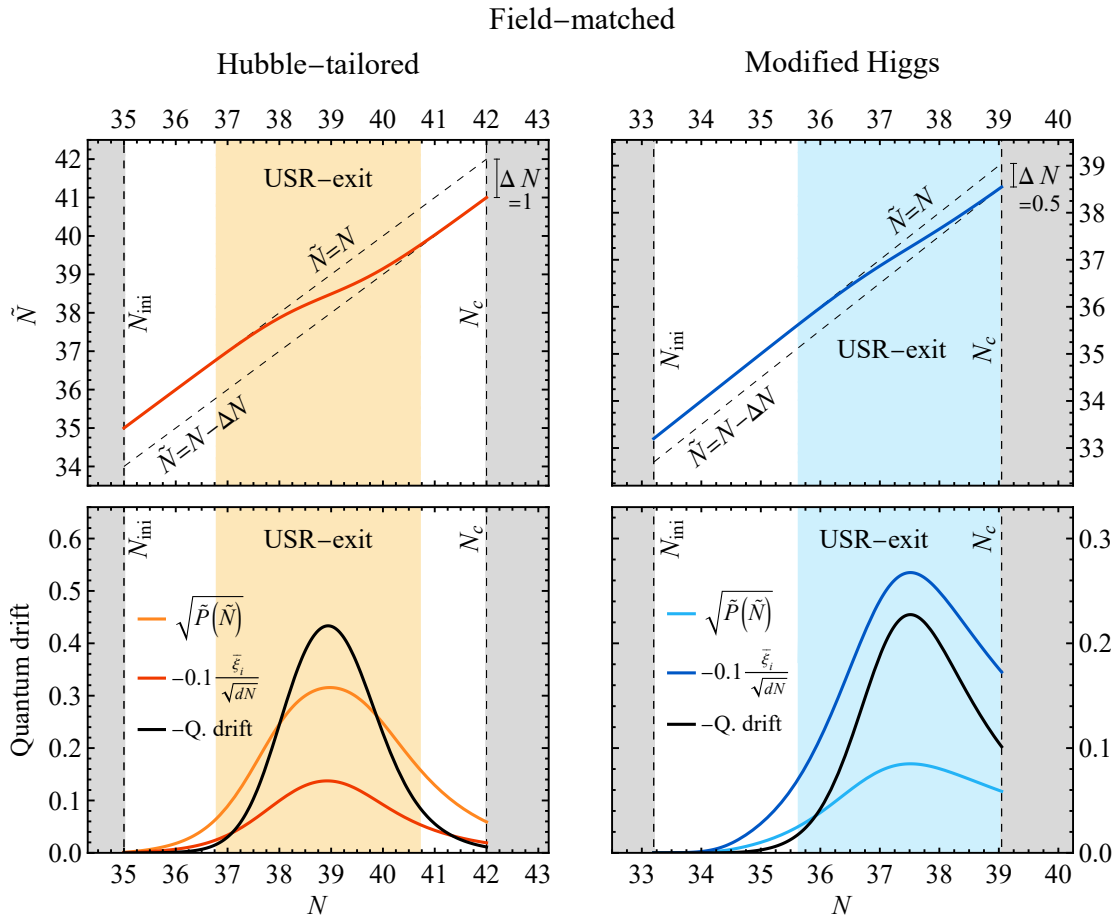 Field−matched
Hubble−tailored
Modified Higgs
35 36 37 38 39 40 41 42 43
33 34 35 36 37 38 39 40
42
41
40
39
38
37
36
35
34
Ñ
USR−exit
ΔN
=1
Ñ=N
Ñ=N−ΔN
N_ini
N_c
39
38
37
36
35
34
33
ΔN
=0.5
Ñ=N
USR−exit
Ñ=N−ΔN
N_ini
N_c
0.6
0.5
0.4
0.3
0.2
0.1
0.0
Quantum drift
N_ini
USR−exit
N_c
√P̃(Ñ)
−0.1 ξ̄_i/√dN
−Q. drift
35 36 37 38 39 40 41 42 43
N
N_ini
USR−exit
N_c
√P̃(Ñ)
−0.1 ξ̄_i/√dN
−Q. drift
0.3
0.2
0.1
0.0
33 34 35 36 37 38 39 40
N